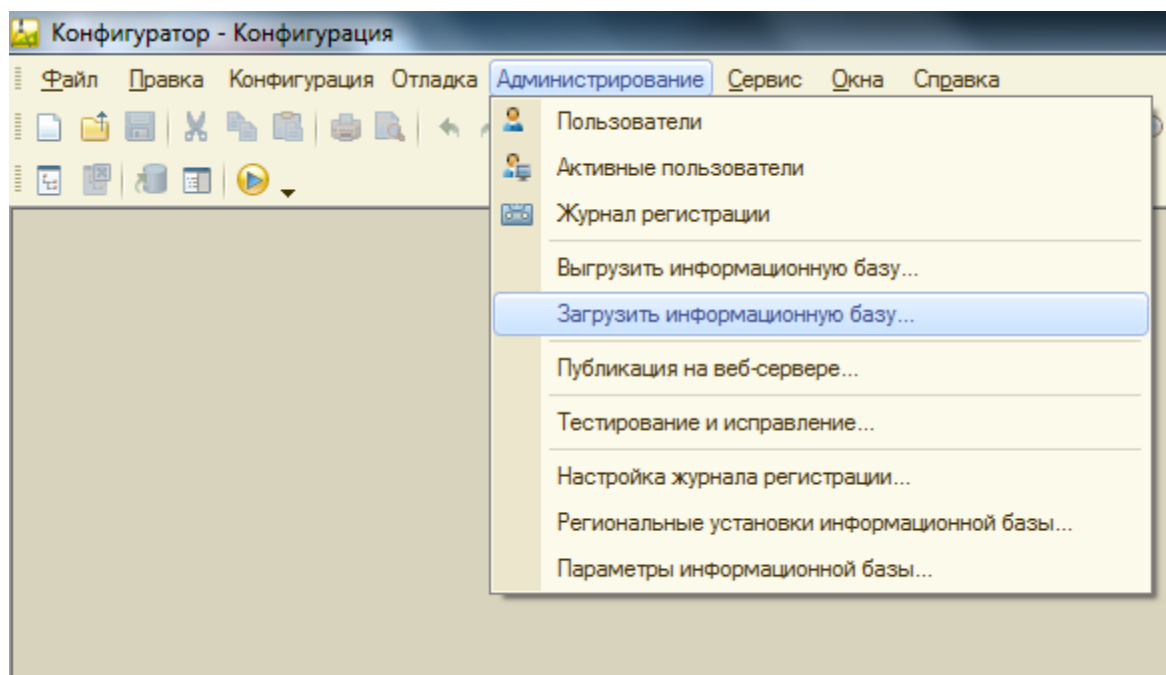 Конфигуратор - Конфигурация
Файл Правка Конфигурация Отладка Администрирование Сервис Окна Справка
Пользователи
Активные пользователи
Журнал регистрации
Выгрузить информационную базу...
Загрузить информационную базу...
Публикация на веб-сервере...
Тестирование и исправление...
Настройка журнала регистрации...
Региональные установки информационной базы...
Параметры информационной базы...